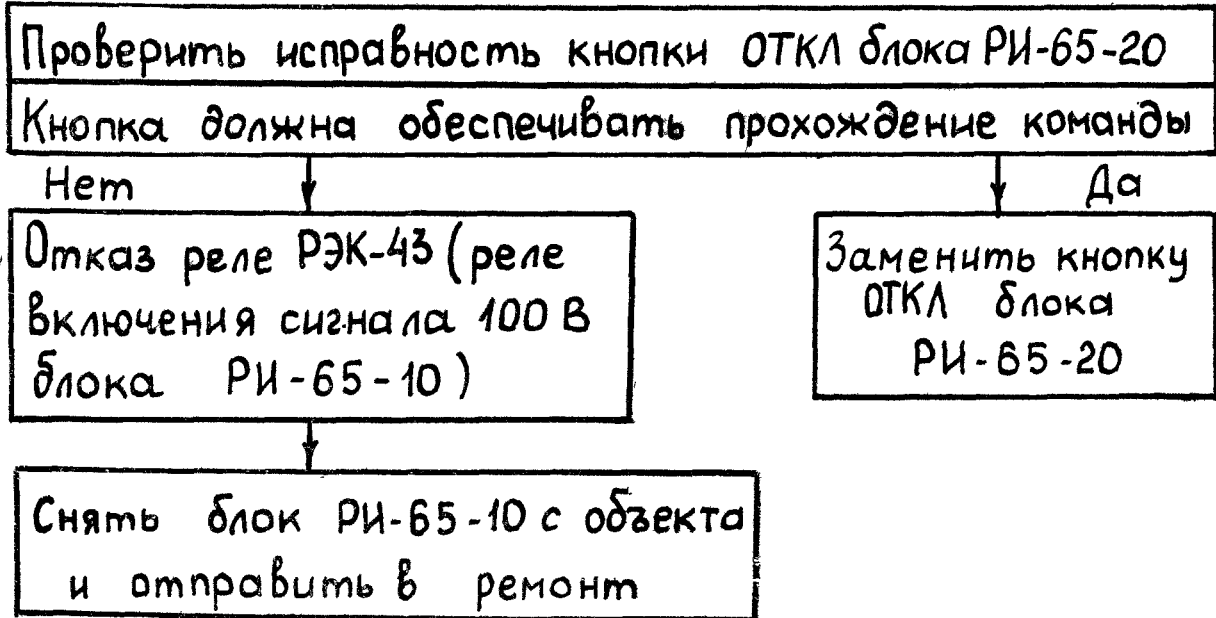 Проверить исправность кнопки ОТКЛ блока РИ-65-20
Кнопка должна обеспечивать прохождение команды
Нет
Да
Отказ реле РЭК-43 (реле
включения сигнала 100 В
блока РИ-65-10)
Заменить кнопку
ОТКЛ блока
РИ-65-20
Снять блок РИ-65-10 с объекта
и отправить в ремонт